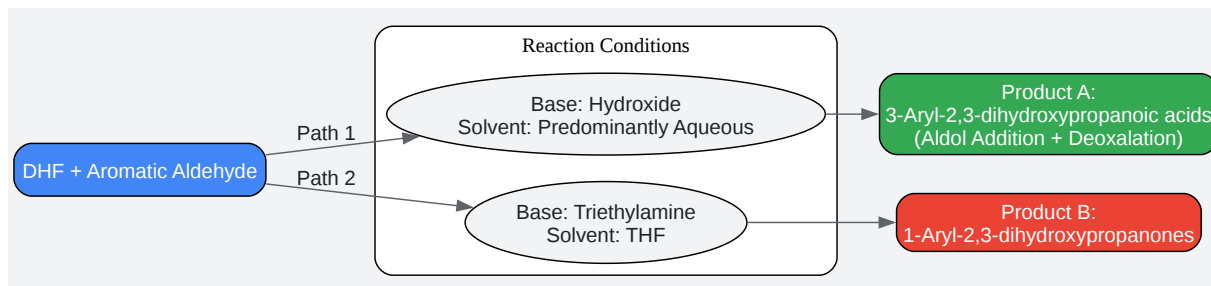 Reaction Conditions
DHF + Aromatic Aldehyde
Path 1
Path 2
Base: Hydroxide
Solvent: Predominantly Aqueous
Base: Triethylamine
Solvent: THF
Product A:
3-Aryl-2,3-dihydroxypropanoic acids
(Aldol Addition + Deoxalation)
Product B:
1-Aryl-2,3-dihydroxypropanones